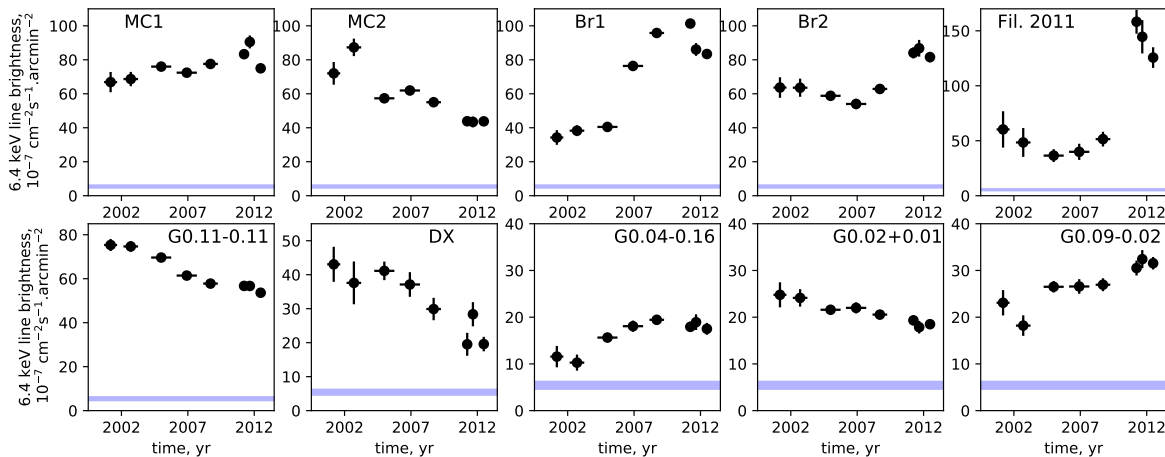 MC1
MC2
Br1
Br2
Fil. 2011
6.4 keV line brightness,
10⁻⁷ cm⁻²s⁻¹.arcmin⁻²
0 20 40 60 80 100
0 20 40 60 80 100
0 20 40 60 80 100
0 20 40 60 80 100
0 50 100 150
2002 2007 2012
2002 2007 2012
2002 2007 2012
2002 2007 2012
2002 2007 2012
G0.11-0.11
DX
G0.04-0.16
G0.02+0.01
G0.09-0.02
6.4 keV line brightness,
10⁻⁷ cm⁻²s⁻¹.arcmin⁻²
0 20 40 60 80
0 10 20 30 40 50
0 10 20 30 40
0 10 20 30 40
0 10 20 30 40
2002 2007 2012
2002 2007 2012
2002 2007 2012
2002 2007 2012
2002 2007 2012
time, yr
time, yr
time, yr
time, yr
time, yr